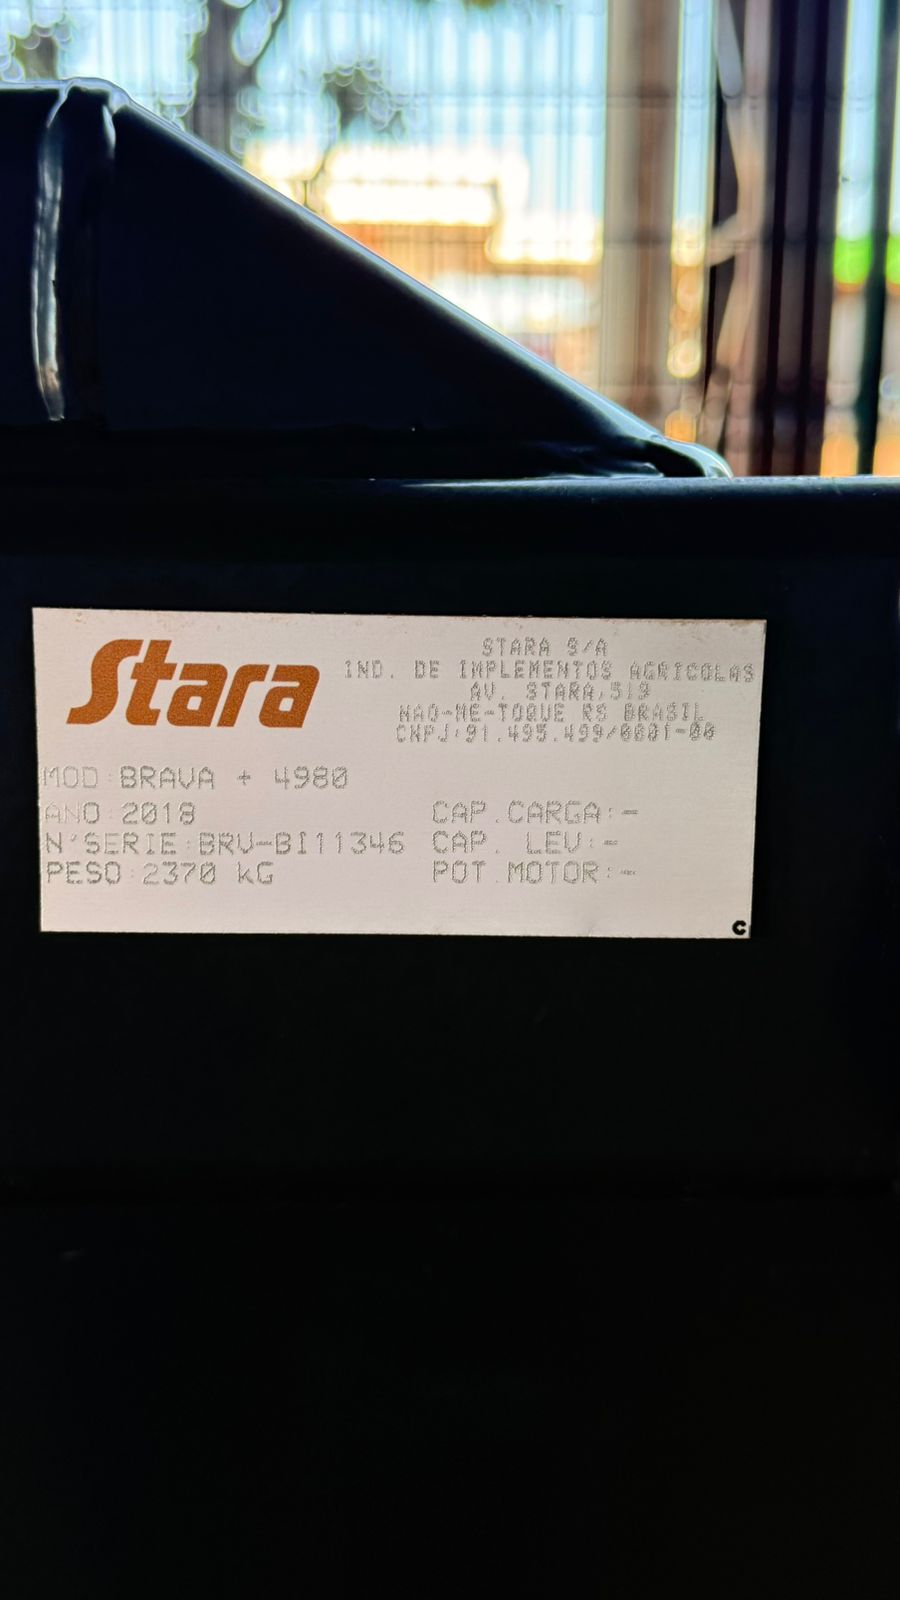 Stara
STARA S/A
IND. DE IMPLEMENTOS AGRICOLAS
AV. STARA,519
NAO-ME-TOQUE RS BRASIL
CNPJ:91.495.499/0001-00
MOD:BRAVA + 4980
ANO:2018
CAP.CARGA:-
N°SERIE:BRV-BI11346
CAP. LEV:-
PESO:2370 kG
POT.MOTOR:-
C